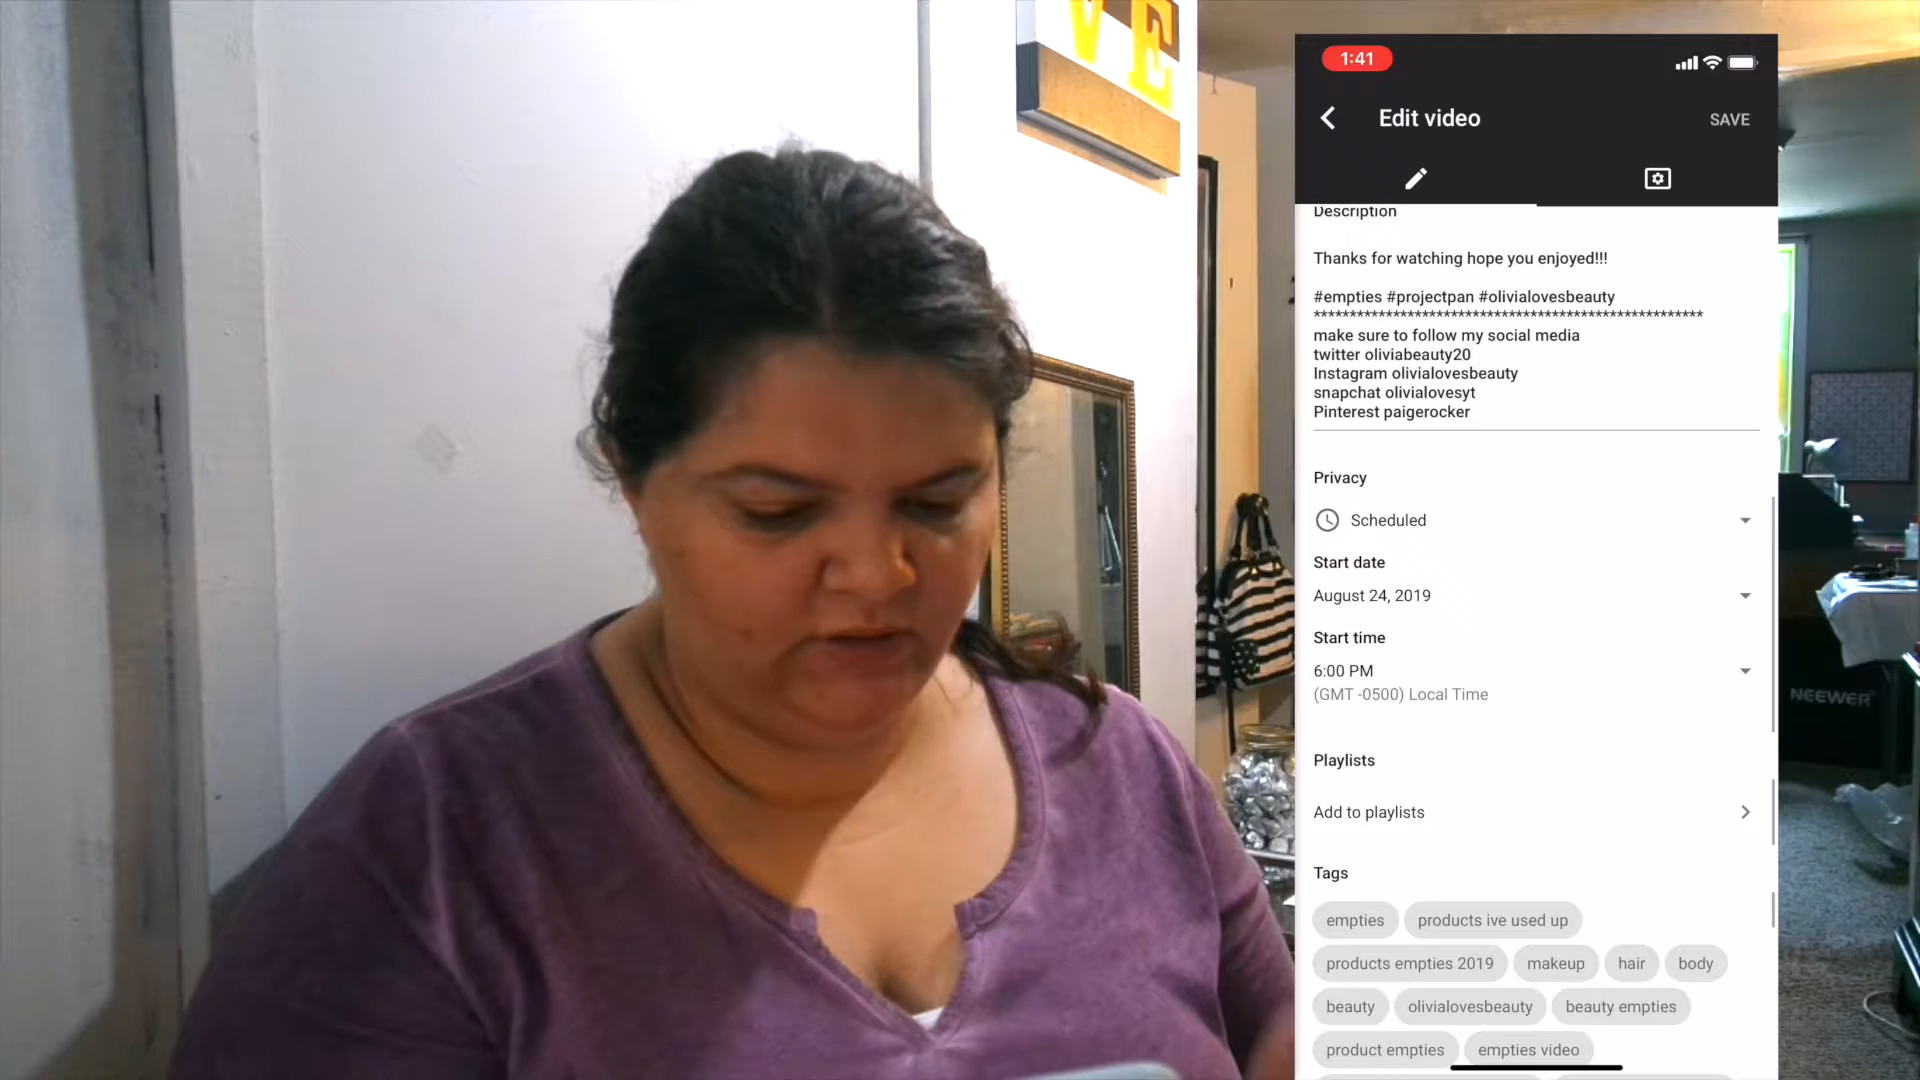 VE
1:41
Edit video
SAVE
Description
Thanks for watching hope you enjoyed!!!
#empties #projectpan #olivialovesbeauty
******************************************************
make sure to follow my social media
twitter oliviabeauty20
Instagram olivialovesbeauty
snapchat olivialovesyt
Pinterest paigerocker
Privacy
Scheduled
Start date
August 24, 2019
Start time
6:00 PM
(GMT -0500) Local Time
NEEWER
Playlists
Add to playlists
Tags
empties products ive used up
products empties 2019 makeup hair body
beauty olivialovesbeauty beauty empties
product empties empties video